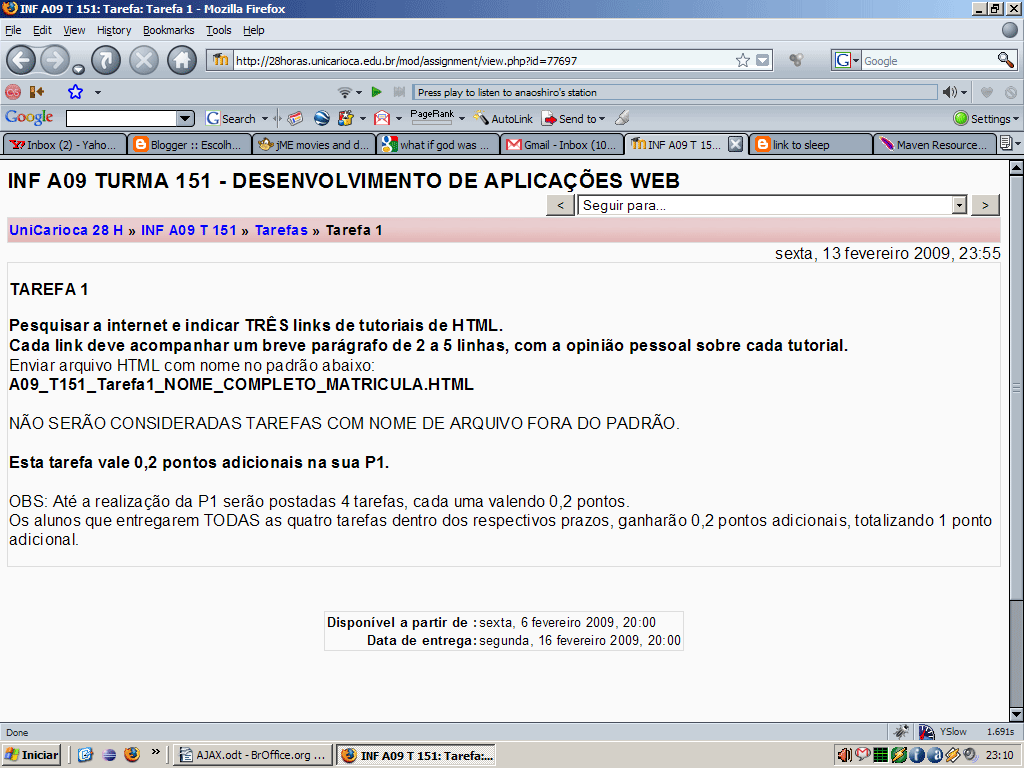 INF A09 T 151: Tarefa: Tarefa 1 - Mozilla Firefox
File Edit View History Bookmarks Tools Help
http://28horas.unicarioca.edu.br/mod/assignment/view.php?id=77697
Google
Press play to listen to anaoshiro's station
Google Search PageRank AutoLink Send to Settings
Inbox (2) - Yaho... Blogger :: Escolh... jME movies and d... what if god was ... Gmail - Inbox (10... INF A09 T 15... link to sleep Maven Resource...
INF A09 TURMA 151 - DESENVOLVIMENTO DE APLICAÇÕES WEB
< Seguir para... >
UniCarioca 28 H » INF A09 T 151 » Tarefas » Tarefa 1
sexta, 13 fevereiro 2009, 23:55
TAREFA 1
Pesquisar a internet e indicar TRÊS links de tutoriais de HTML.
Cada link deve acompanhar um breve parágrafo de 2 a 5 linhas, com a opinião pessoal sobre cada tutorial.
Enviar arquivo HTML com nome no padrão abaixo:
A09_T151_Tarefa1_NOME_COMPLETO_MATRICULA.HTML
NÃO SERÃO CONSIDERADAS TAREFAS COM NOME DE ARQUIVO FORA DO PADRÃO.
Esta tarefa vale 0,2 pontos adicionais na sua P1.
OBS: Até a realização da P1 serão postadas 4 tarefas, cada uma valendo 0,2 pontos.
Os alunos que entregarem TODAS as quatro tarefas dentro dos respectivos prazos, ganharão 0,2 pontos adicionais, totalizando 1 ponto
adicional.
Disponível a partir de : sexta, 6 fevereiro 2009, 20:00
Data de entrega: segunda, 16 fevereiro 2009, 20:00
Done YSlow 1.691s
Iniciar » AJAX.odt - BrOffice.org ... INF A09 T 151: Tarefa:... 23:10